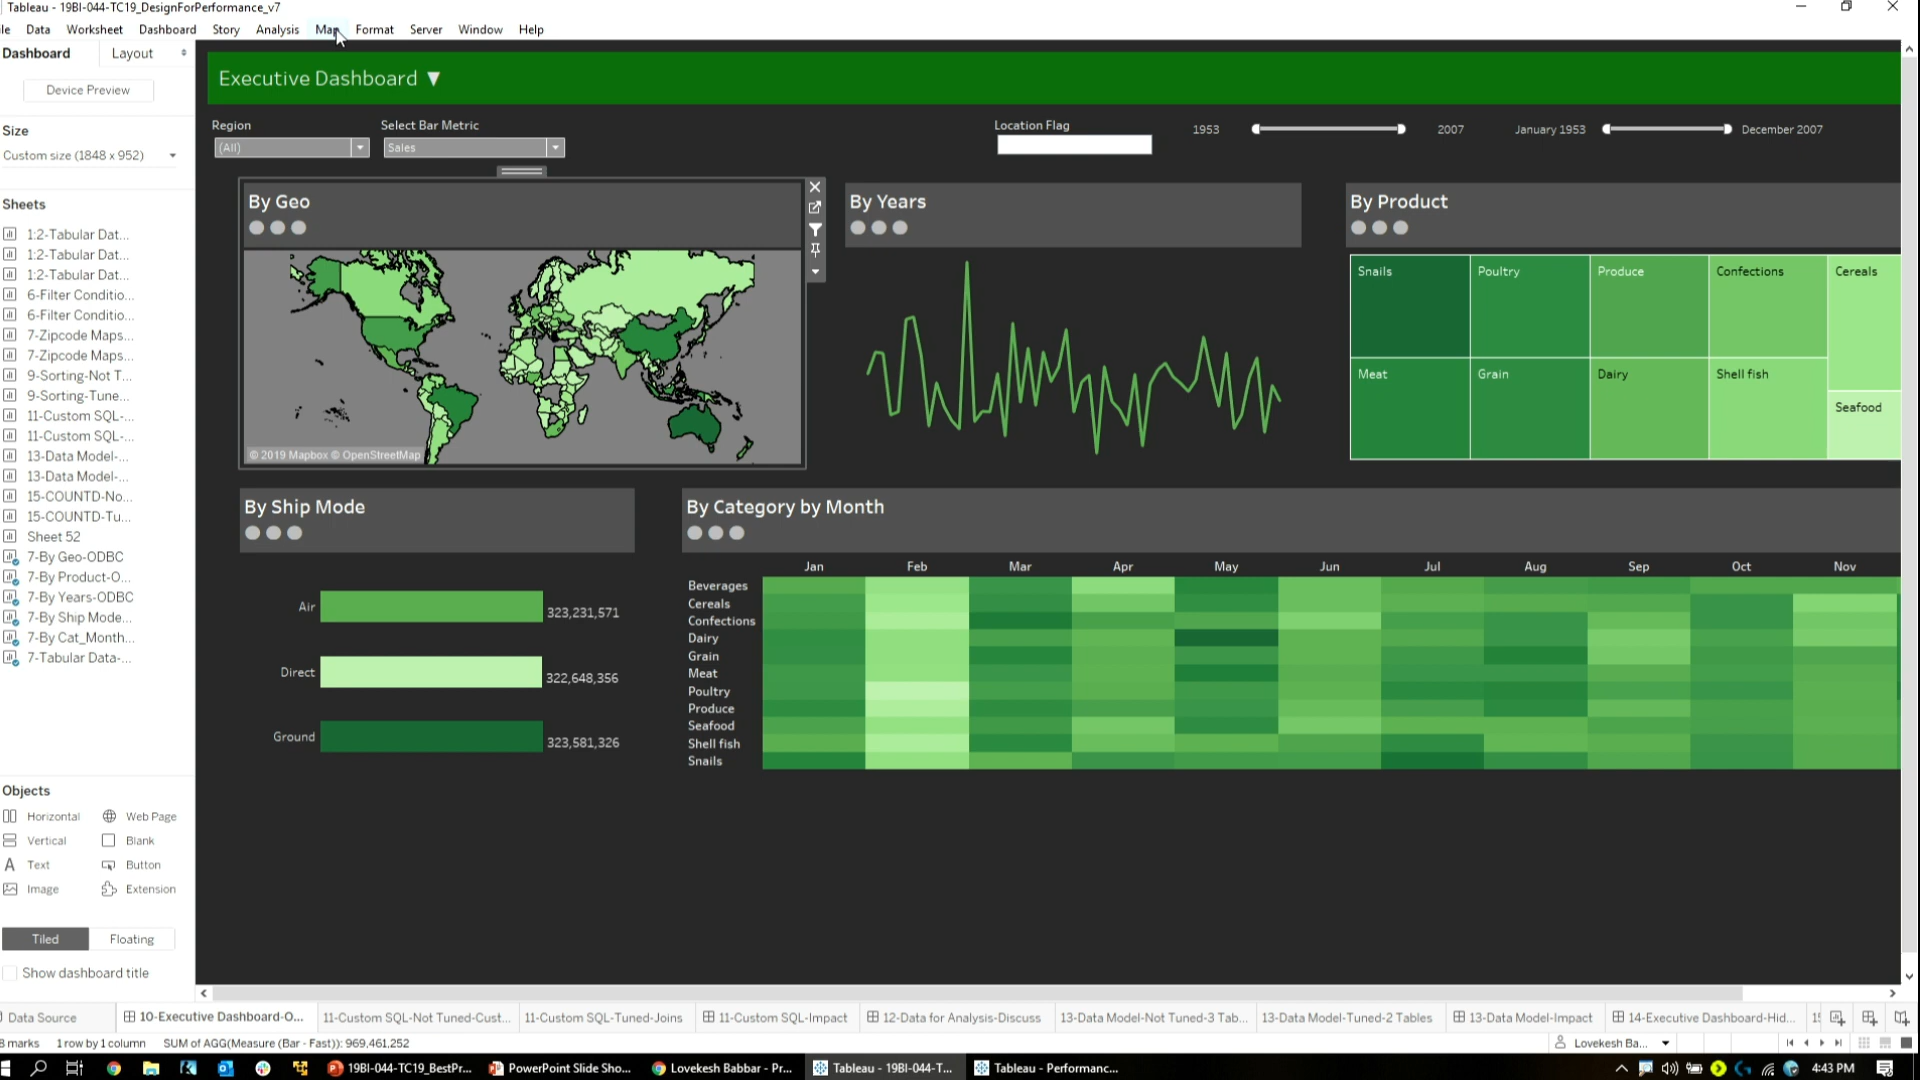 Tableau - 19BI-044-TC19_DesignForPerformance_v7
le Data Worksheet Dashboard Story Analysis Map Format Server Window Help
Dashboard Layout
Device Preview
Size
Custom size (1848 x 952)
Sheets
1:2-Tabular Dat...
1:2-Tabular Dat...
1:2-Tabular Dat...
6-Filter Conditio...
6-Filter Conditio...
7-Zipcode Maps...
7-Zipcode Maps...
9-Sorting-Not T...
9-Sorting-Tune...
11-Custom SQL-...
11-Custom SQL-...
13-Data Model-...
13-Data Model-...
15-COUNTD-No...
15-COUNTD-Tu...
Sheet 52
7-By Geo-ODBC
7-By Product-O...
7-By Years-ODBC
7-By Ship Mode...
7-By Cat_Month...
7-Tabular Data-...
Objects
Horizontal Web Page
Vertical Blank
Text Button
Image Extension
Tiled Floating
Show dashboard title
Executive Dashboard ▼
Region
(All)
Select Bar Metric
Sales
Location Flag
1953 2007
January 1953 December 2007
By Geo
© 2019 Mapbox © OpenStreetMap
By Years
By Product
Snails Poultry Produce Confections Cereals
Meat Grain Dairy Shell fish
Seafood
By Ship Mode
Air 323,231,571
Direct 322,648,356
Ground 323,581,326
By Category by Month
Jan Feb Mar Apr May Jun Jul Aug Sep Oct Nov
Beverages
Cereals
Confections
Dairy
Grain
Meat
Poultry
Produce
Seafood
Shell fish
Snails
Data Source 10-Executive Dashboard-O... 11-Custom SQL-Not Tuned-Cust... 11-Custom SQL-Tuned-Joins 11-Custom SQL-Impact 12-Data for Analysis-Discuss 13-Data Model-Not Tuned-3 Tab... 13-Data Model-Tuned-2 Tables 13-Data Model-Impact 14-Executive Dashboard-Hid... 15
8 marks 1 row by 1 column SUM of AGG(Measure (Bar - Fast)): 969,461,252 Lovekesh Ba...
19BI-044-TC19_BestPr... PowerPoint Slide Sho... Lovekesh Babbar - Pr... Tableau - 19BI-044-T... Tableau - Performanc... 4:43 PM